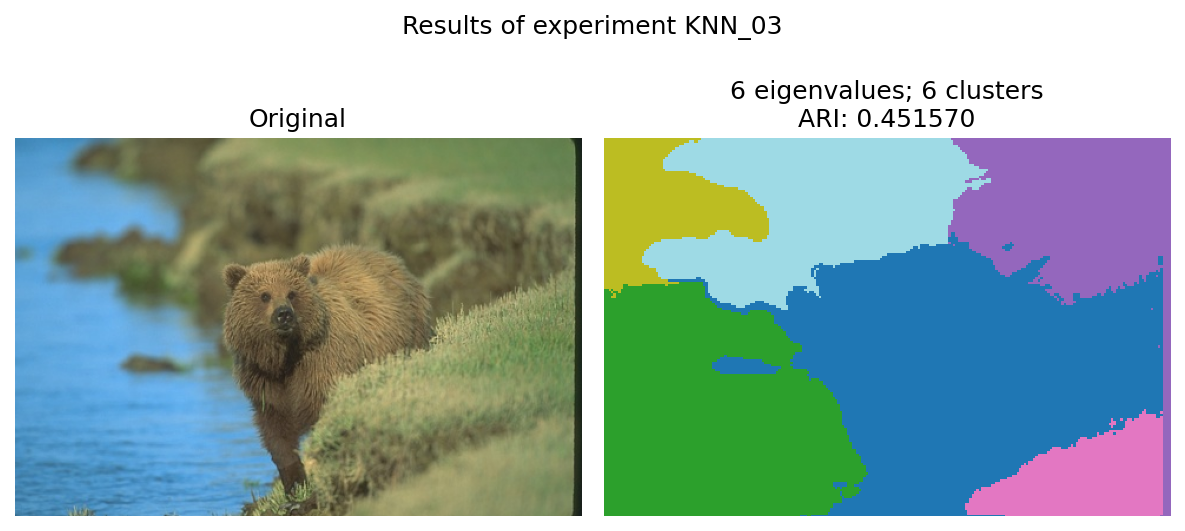 Results of experiment KNN_03
Original
6 eigenvalues; 6 clusters
ARI: 0.451570